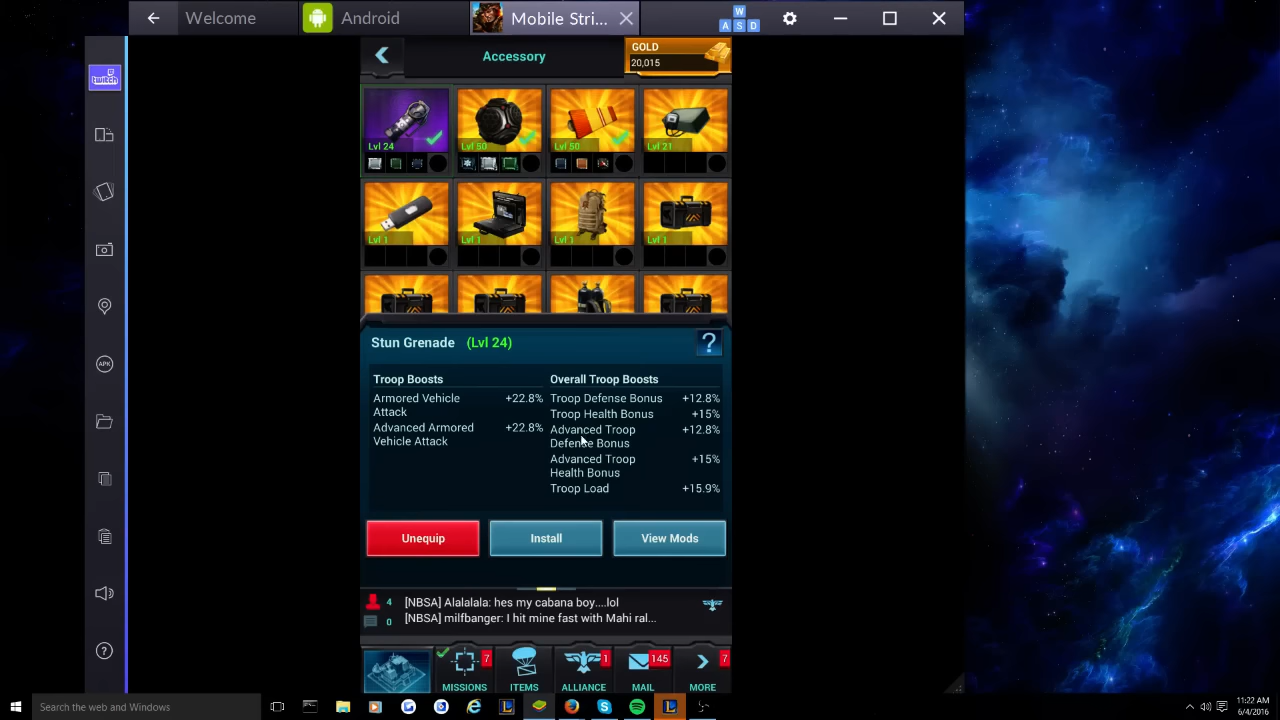 Welcome
Android
Mobile Stri...
W
A S D
twitch
Accessory
GOLD
20,015
Lvl 24
Lvl 50
Lvl 50
Lvl 21
Lvl 1
Lvl 1
Lvl 1
Lvl 1
Stun Grenade (Lvl 24)
?
Troop Boosts
Armored Vehicle Attack +22.8%
Advanced Armored Vehicle Attack +22.8%
Overall Troop Boosts
Troop Defense Bonus +12.8%
Troop Health Bonus +15%
Advanced Troop Defense Bonus +12.8%
Advanced Troop Health Bonus +15%
Troop Load +15.9%
Unequip
Install
View Mods
4 [NBSA] Alalalala: hes my cabana boy....lol
0 [NBSA] milfbanger: I hit mine fast with Mahi ral...
7
1
145
7
MISSIONS
ITEMS
ALLIANCE
MAIL
MORE
APK
?
Search the web and Windows
11:22 AM
6/4/2016